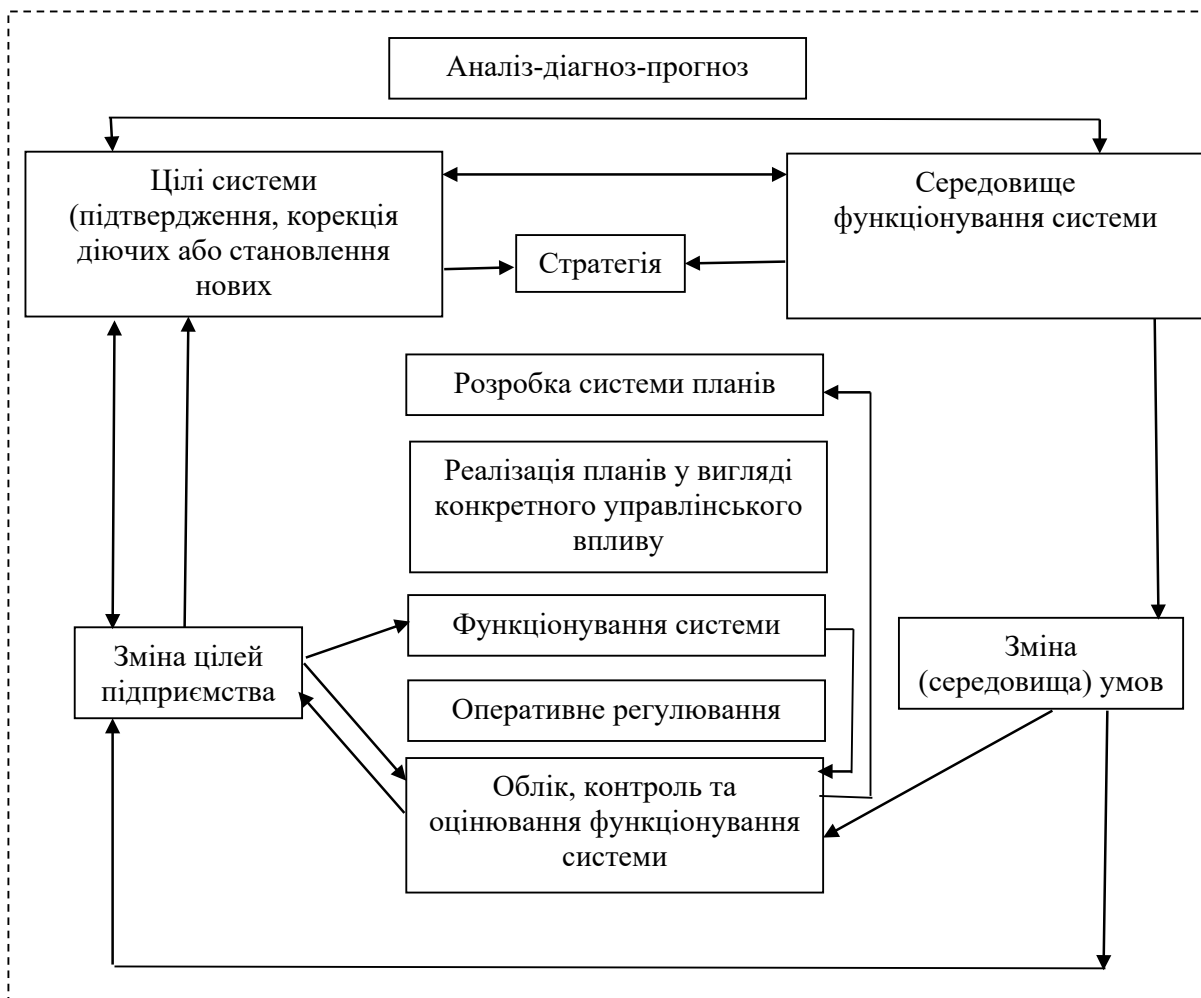 Аналіз-діагноз-прогноз
Цілі системи
(підтвердження, корекція
діючих або становлення
нових
Середовище
функціонування системи
Стратегія
Розробка системи планів
Реалізація планів у вигляді
конкретного управлінського
впливу
Функціонування системи
Зміна цілей
підприємства
Зміна
(середовища) умов
Оперативне регулювання
Облік, контроль та
оцінювання функціонування
системи